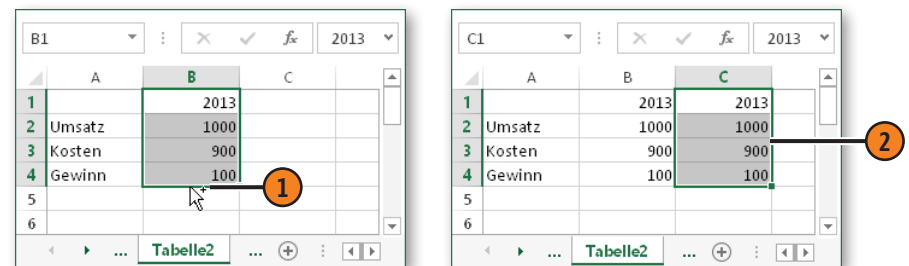 B1 fx 2013
A B C
1 2013
2 Umsatz 1000
3 Kosten 900
4 Gewinn 100
5
6
... Tabelle2 ...
1
C1 fx 2013
A B C
1 2013 2013
2 Umsatz 1000 1000
3 Kosten 900 900
4 Gewinn 100 100
5
6
... Tabelle2 ...
2